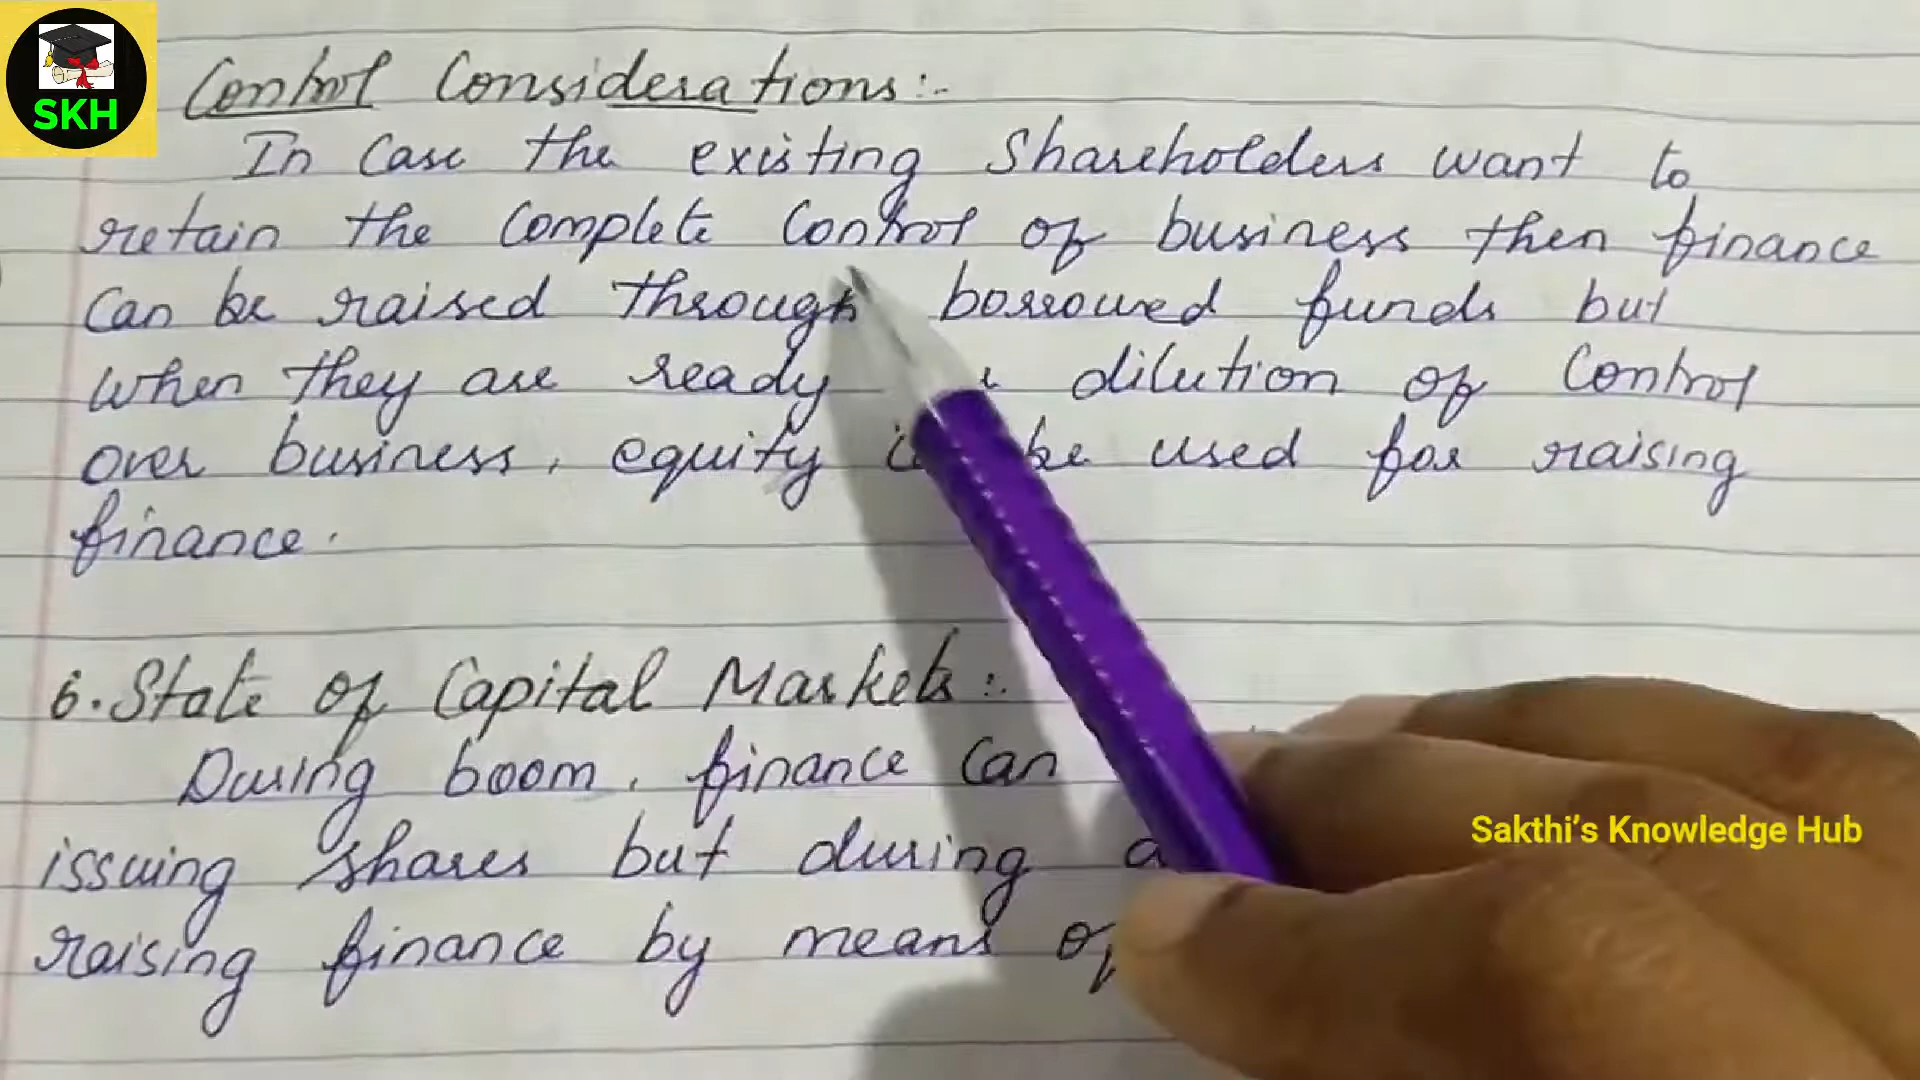 SKH
Control Considerations:-
In Case the existing Shareholders want to
retain the Complete Control of business then finance
Can be raised through borrowed funds but
when they are ready dilution of Control
over business, equity be used for raising
finance.
6. State of Capital Markets:-
During boom, finance Can
issuing shares but during a
Sakthi's Knowledge Hub
raising finance by means of